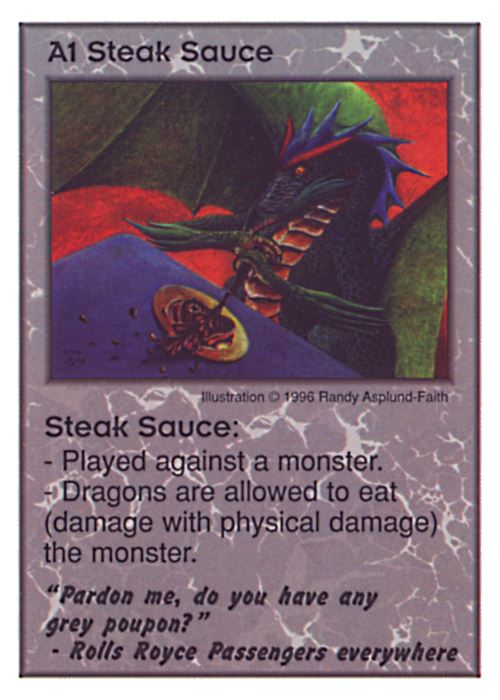 A1 Steak Sauce
Illustration © 1996 Randy Asplund-Faith
Steak Sauce:
- Played against a monster.
- Dragons are allowed to eat
(damage with physical damage)
the monster.
"Pardon me, do you have any
grey poupon?"
- Rolls Royce Passengers everywhere